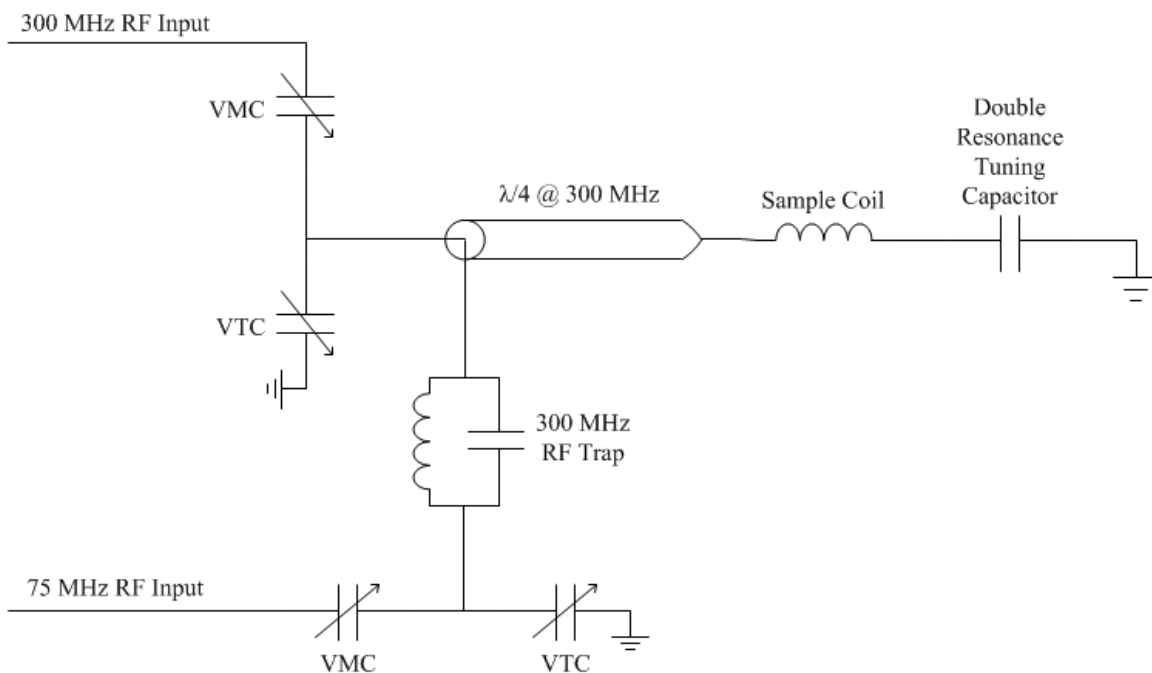 300 MHz RF Input
VMC
Double
Resonance
Tuning
Capacitor
λ/4 @ 300 MHz
Sample Coil
VTC
300 MHz
RF Trap
75 MHz RF Input
VMC
VTC